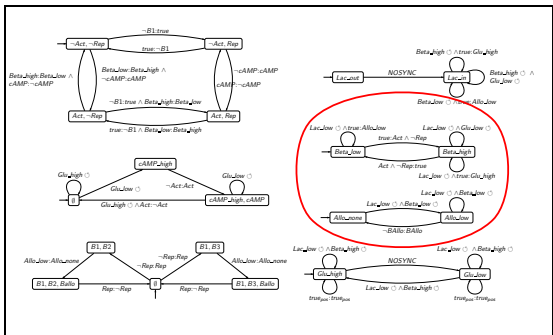 ¬B1:true
¬Act, ¬Rep
¬Act, Rep
true:¬B1
Beta_high:Beta_low ∧
cAMP:¬cAMP
Beta_low:Beta_high ∧
¬cAMP:cAMP
¬cAMP:cAMP
cAMP:¬cAMP
¬B1:true ∧ Beta_high:Beta_low
Act, ¬Rep
Act, Rep
true:¬B1 ∧ Beta_low:Beta_high
cAMP_high
Glu_high ↺
Glu_low ↺
¬Act:Act
Glu_low ↺
∅
Glu_high ↺ ∧Act:¬Act
cAMP_high, cAMP
B1, B2
B1, B3
Allo_low:Allo_none
¬Rep:Rep
¬Rep:Rep
Allo_low:Allo_none
B1, B2, Ballo
Rep:¬Rep
∅
Rep:¬Rep
B1, B3, Ballo
Beta_high ↺ ∧true:Glu_high
Lac_out
NOSYNC
Lac_in
Beta_high ↺ ∧
Glu_low ↺
Beta_low ↺ ∧true:Allo_low
Lac_low ↺ ∧true:Allo_low
true:Act ∧ ¬Rep
Lac_high ↺ ∧Glu_low ↺
Beta_low
Beta_high
Act ∧ ¬Rep:true
Lac_low ↺ ∧true:Glu_high
Lac_low ↺ ∧Beta_low ↺
Lac_low ↺ ∧Beta_low ↺
Allo_none
Allo_low
¬BAllo:BAllo
Lac_low ↺ ∧Beta_high ↺
NOSYNC
Lac_low ↺ ∧Beta_high ↺
Glu_high
Glu_low
Lac_low ↺ ∧Beta_high ↺
true_pos:true_pos
true_pos:true_pos